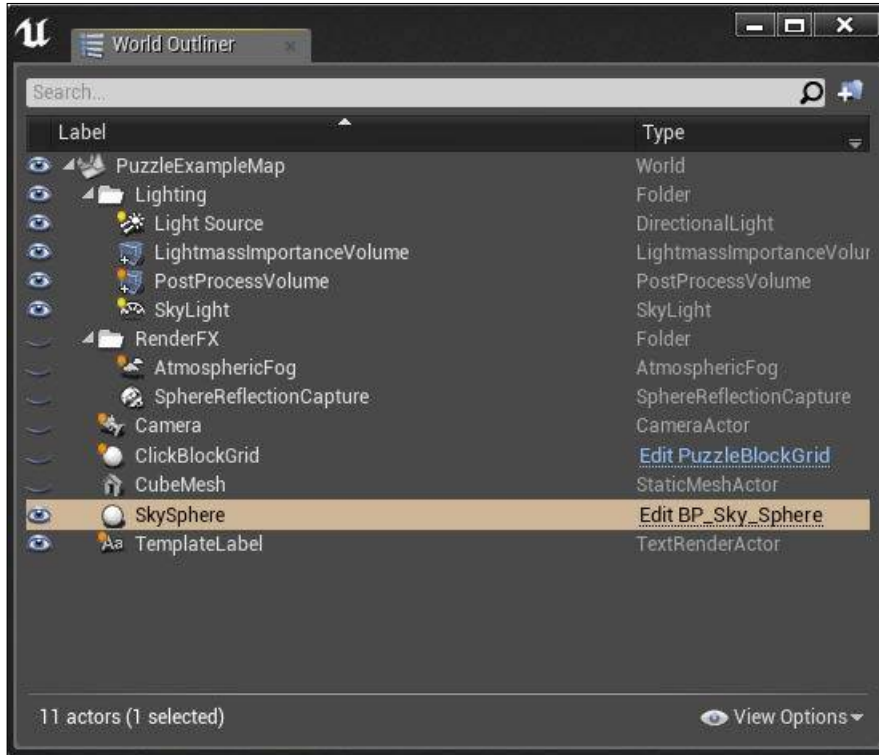 World Outliner
Search...
Label Type
PuzzleExampleMap World
Lighting Folder
Light Source DirectionalLight
LightmassImportanceVolume LightmassImportanceVolur
PostProcessVolume PostProcessVolume
SkyLight SkyLight
RenderFX Folder
AtmosphericFog AtmosphericFog
SphereReflectionCapture SphereReflectionCapture
Camera CameraActor
ClickBlockGrid Edit PuzzleBlockGrid
CubeMesh StaticMeshActor
SkySphere Edit BP_Sky_Sphere
Aa TemplateLabel TextRenderActor
11 actors (1 selected) View Options